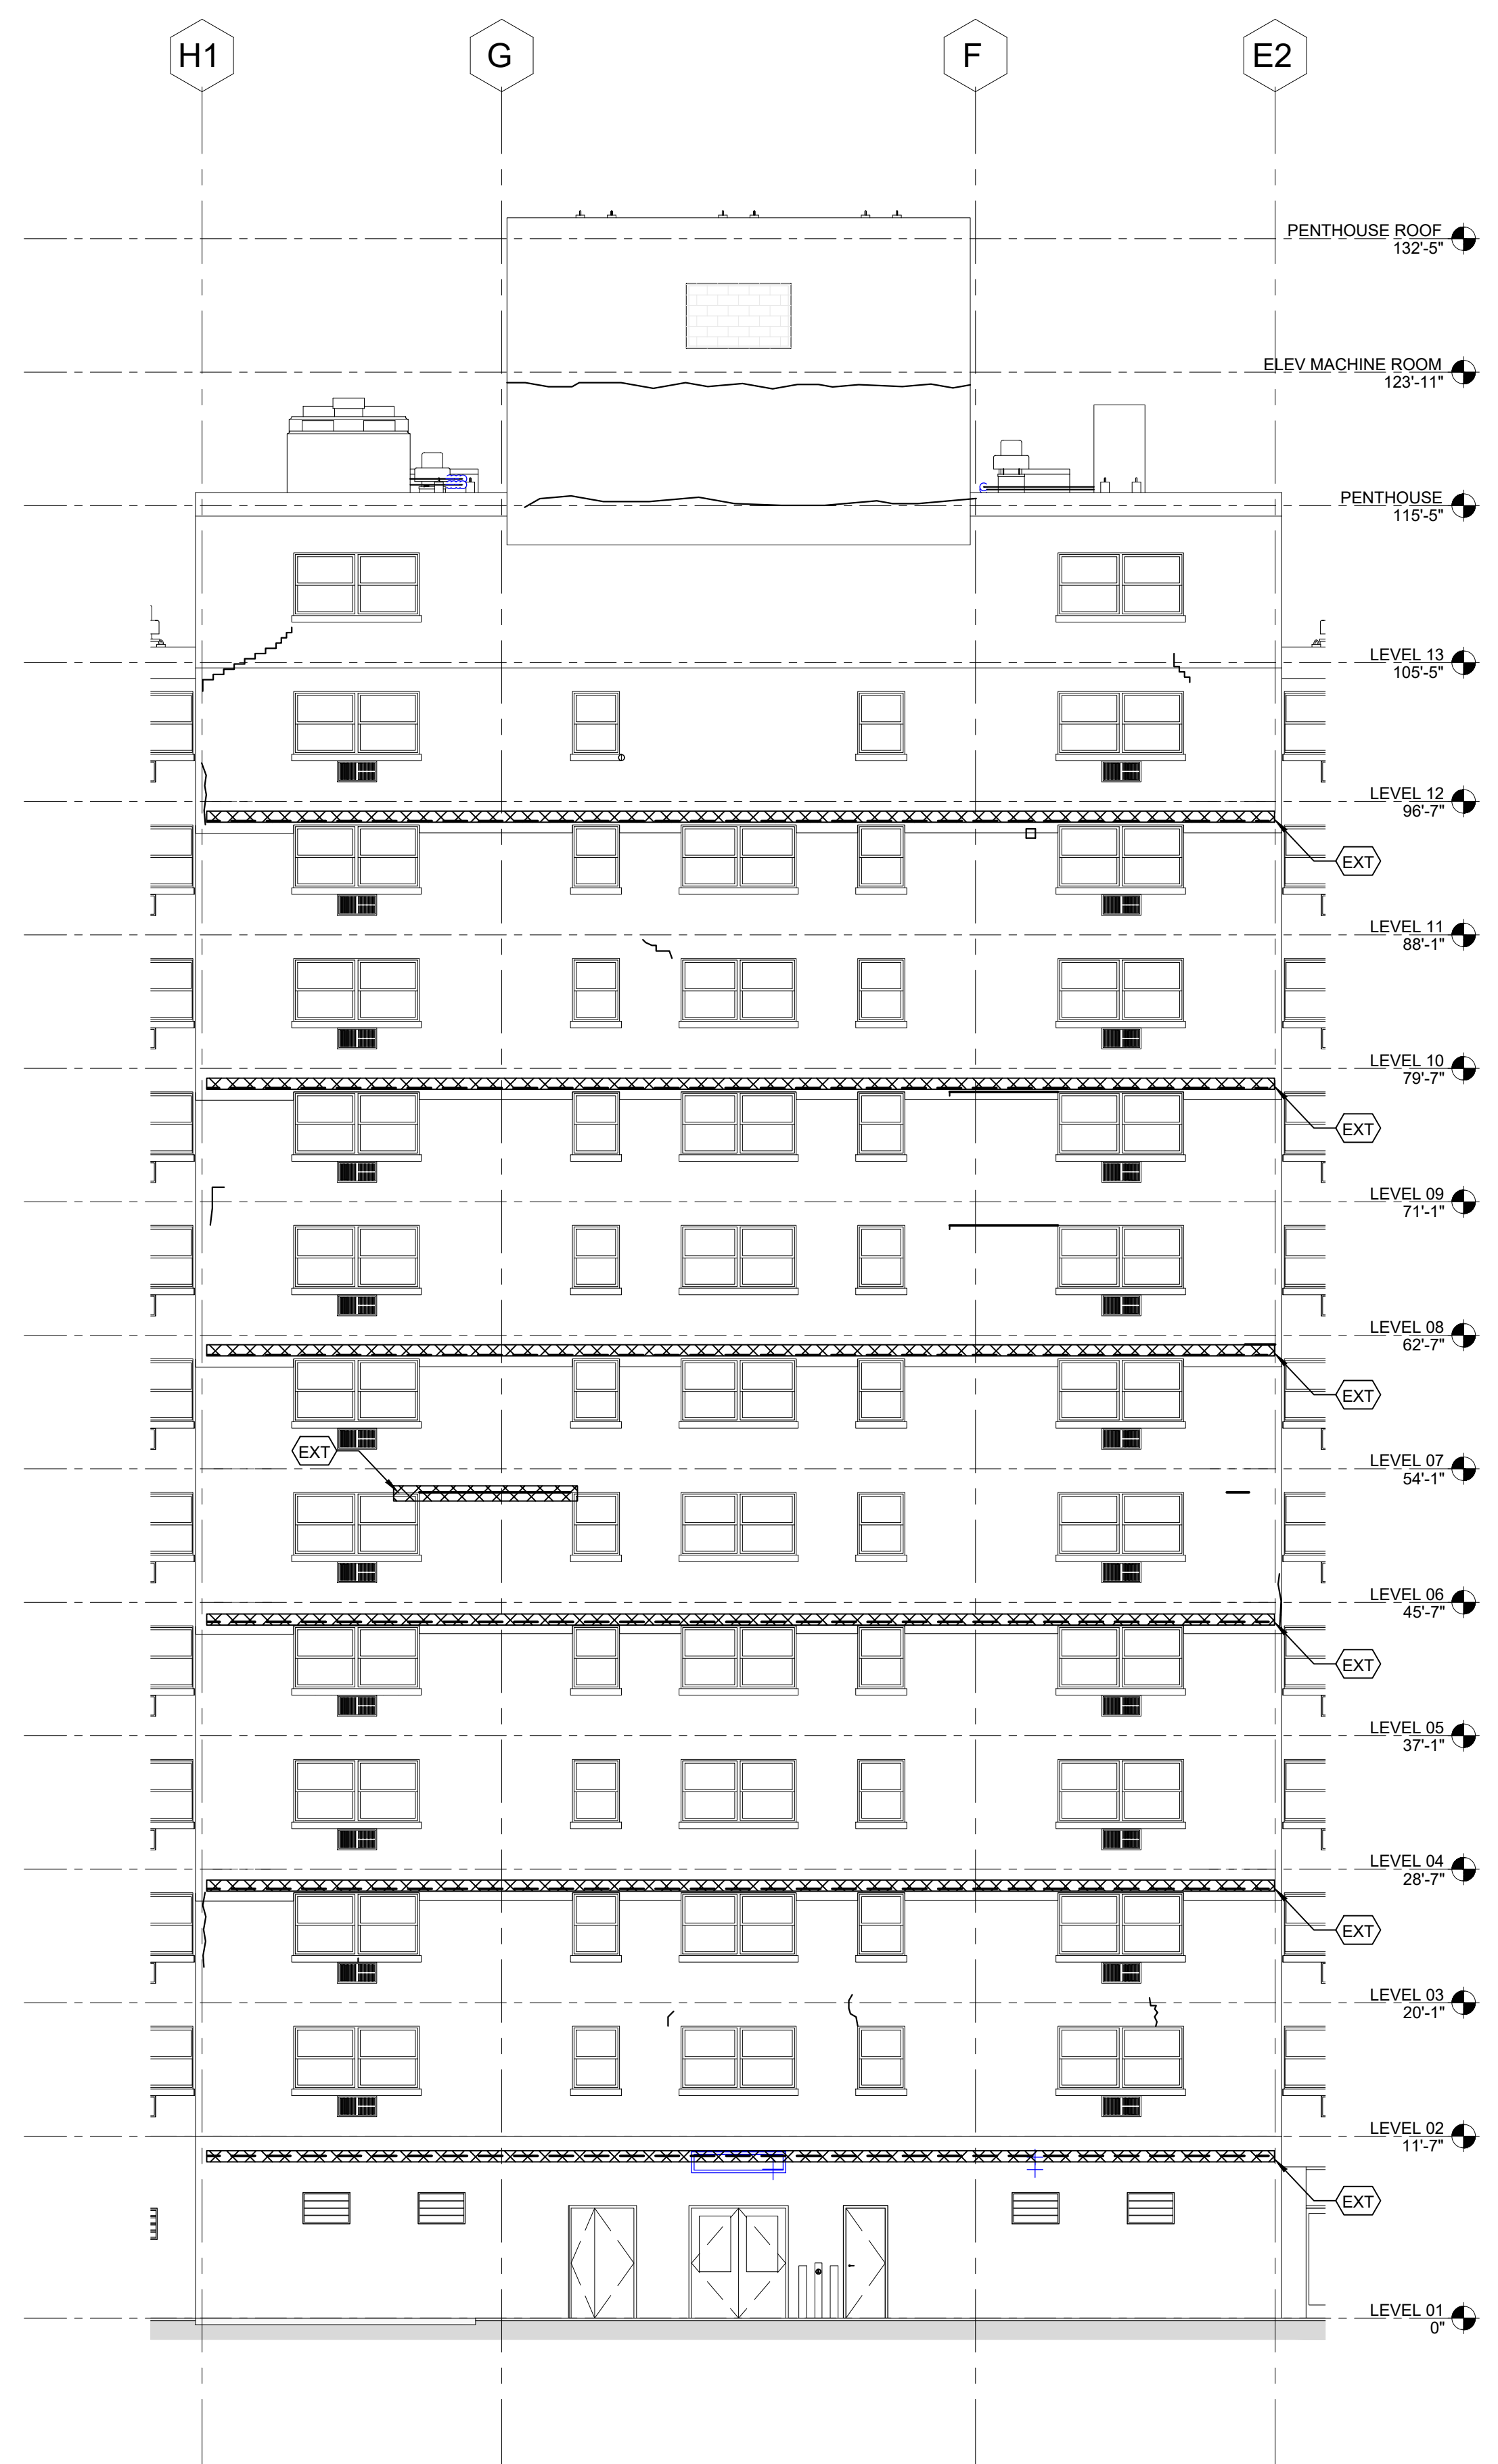 H1
G
F
E2
PENTHOUSE ROOF
132'-5"
ELEV MACHINE ROOM
123'-11"
PENTHOUSE
115'-5"
LEVEL 13
105'-5"
LEVEL 12
96'-7"
EXT
LEVEL 11
88'-1"
LEVEL 10
79'-7"
EXT
LEVEL 09
71'-1"
LEVEL 08
62'-7"
EXT
EXT
LEVEL 07
54'-1"
LEVEL 06
45'-7"
EXT
LEVEL 05
37'-1"
LEVEL 04
28'-7"
EXT
LEVEL 03
20'-1"
LEVEL 02
11'-7"
EXT
LEVEL 01
0"